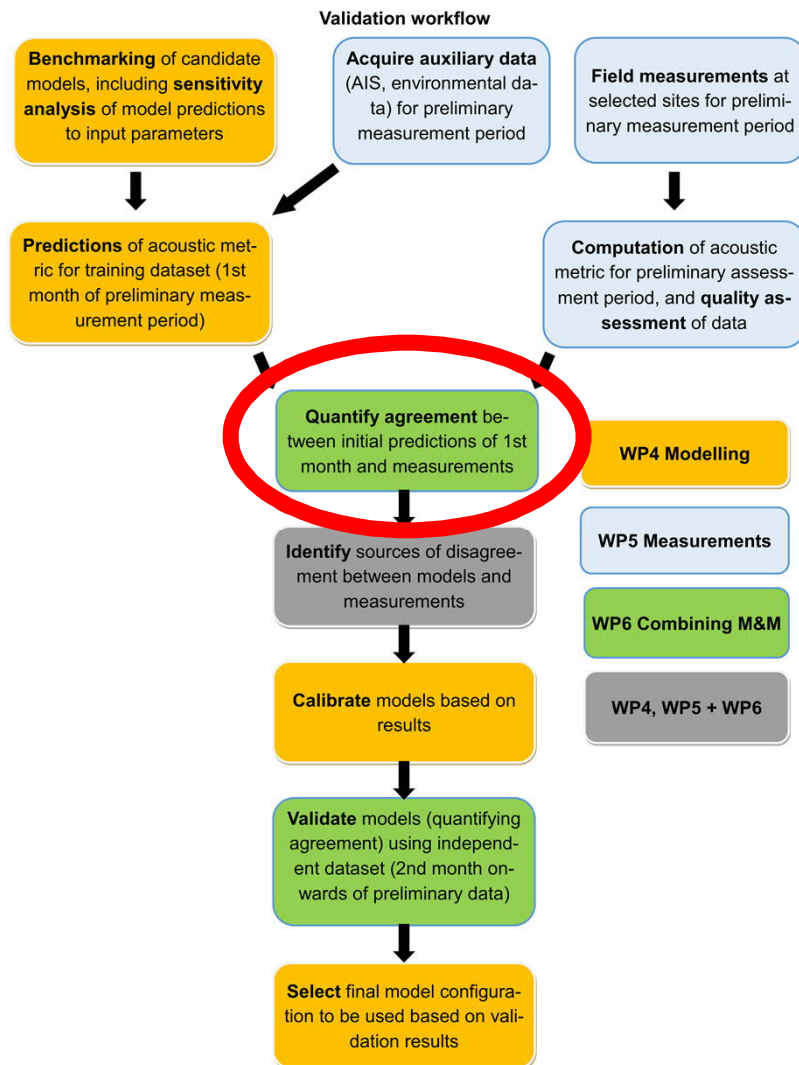 Validation workflow
Benchmarking of candidate
models, including sensitivity
analysis of model predictions
to input parameters
Acquire auxiliary data
(AIS, environmental da-
ta) for preliminary
measurement period
Field measurements at
selected sites for prelimi-
nary measurement period
Predictions of acoustic met-
ric for training dataset (1st
month of preliminary meas-
urement period)
Computation of acoustic
metric for preliminary assess-
ment period, and quality as-
sessment of data
Quantify agreement be-
tween initial predictions of 1st
month and measurements
WP4 Modelling
WP5 Measurements
WP6 Combining M&M
WP4, WP5 + WP6
Identify sources of disagree-
ment between models and
measurements
Calibrate models based on
results
Validate models (quantifying
agreement) using independ-
ent dataset (2nd month on-
wards of preliminary data)
Select final model configura-
tion to be used based on vali-
dation results